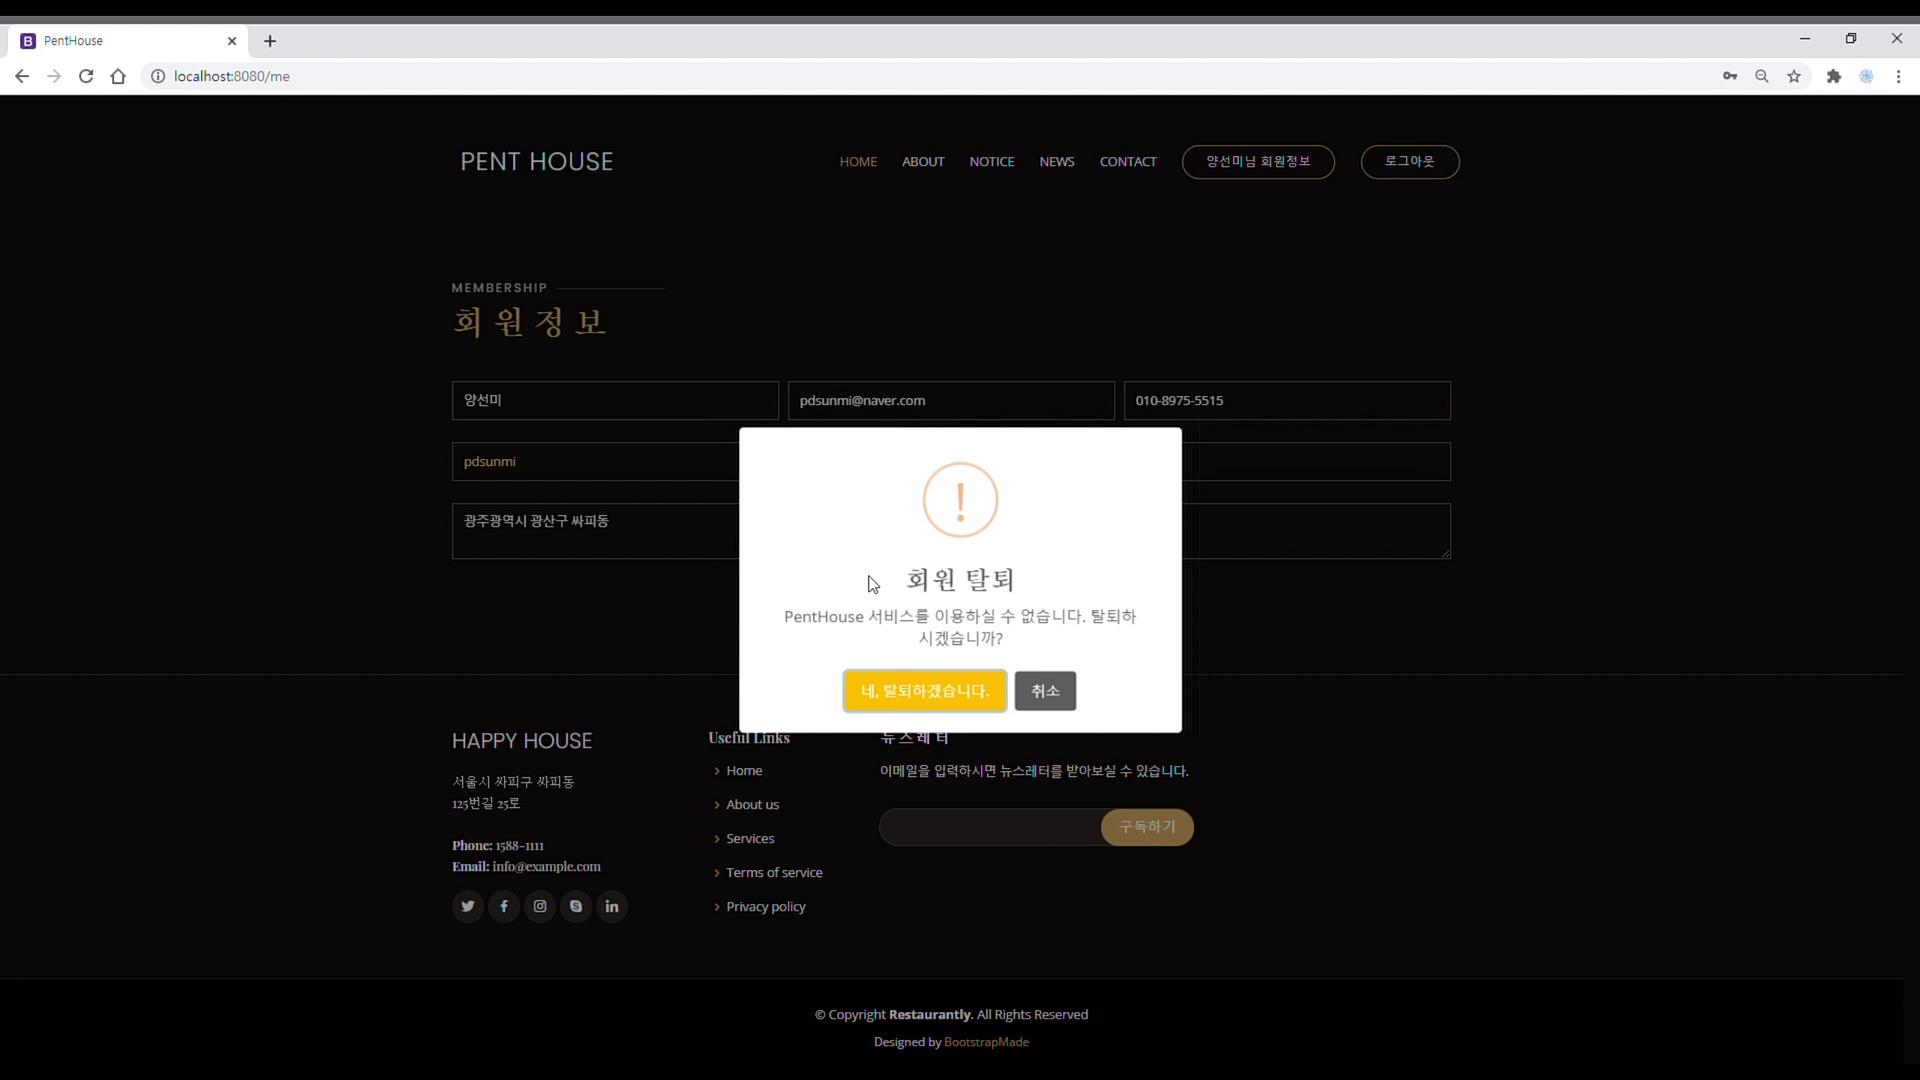 PentHouse
localhost:8080/me
PENT HOUSE
HOME ABOUT NOTICE NEWS CONTACT 양선미님 회원정보 로그아웃
MEMBERSHIP
회원정보
양선미 pdsunmi@naver.com 010-8975-5515
pdsunmi
광주광역시 광산구 싸피동
!
회원 탈퇴
PentHouse 서비스를 이용하실 수 없습니다. 탈퇴하
시겠습니까?
네, 탈퇴하겠습니다. 취소
HAPPY HOUSE
서울시 싸피구 싸피동
125번길 25로
Phone: 1588-1111
Email: info@example.com
Useful Links
Home
About us
Services
Terms of service
Privacy policy
뉴스레터
이메일을 입력하시면 뉴스레터를 받아보실 수 있습니다.
구독하기
© Copyright Restaurantly. All Rights Reserved
Designed by BootstrapMade